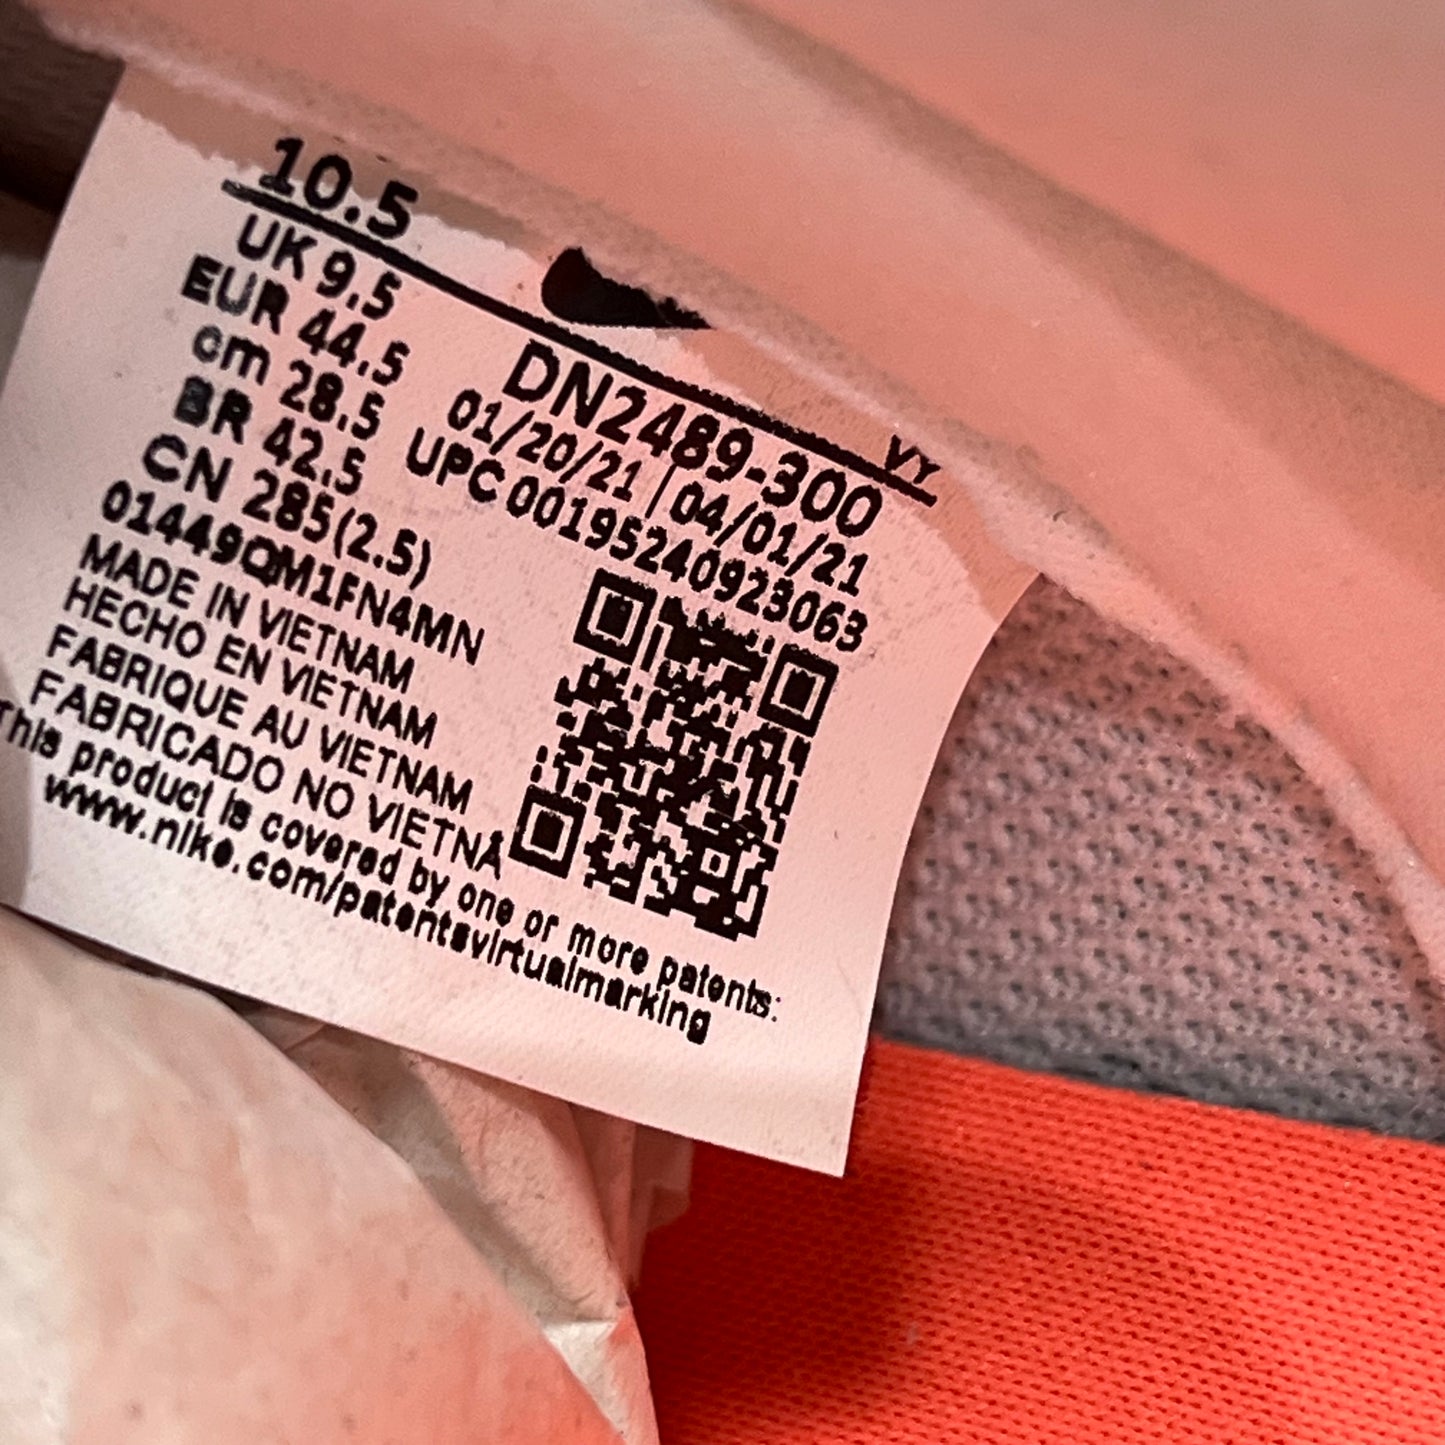 10.5
UK 9.5
EUR 44.5
cm 28.5
BR 42.5
CN 285(2.5)
01449QM1FN4MN
VY
DN2489-300
01/20/21 | 04/01/21
UPC 00195240923063
MADE IN VIETNAM
HECHO EN VIETNAM
FABRIQUE AU VIETNAM
FABRICADO NO VIETNÃ
This product is covered by one or more patents:
www.nike.com/patentsvirtualmarking